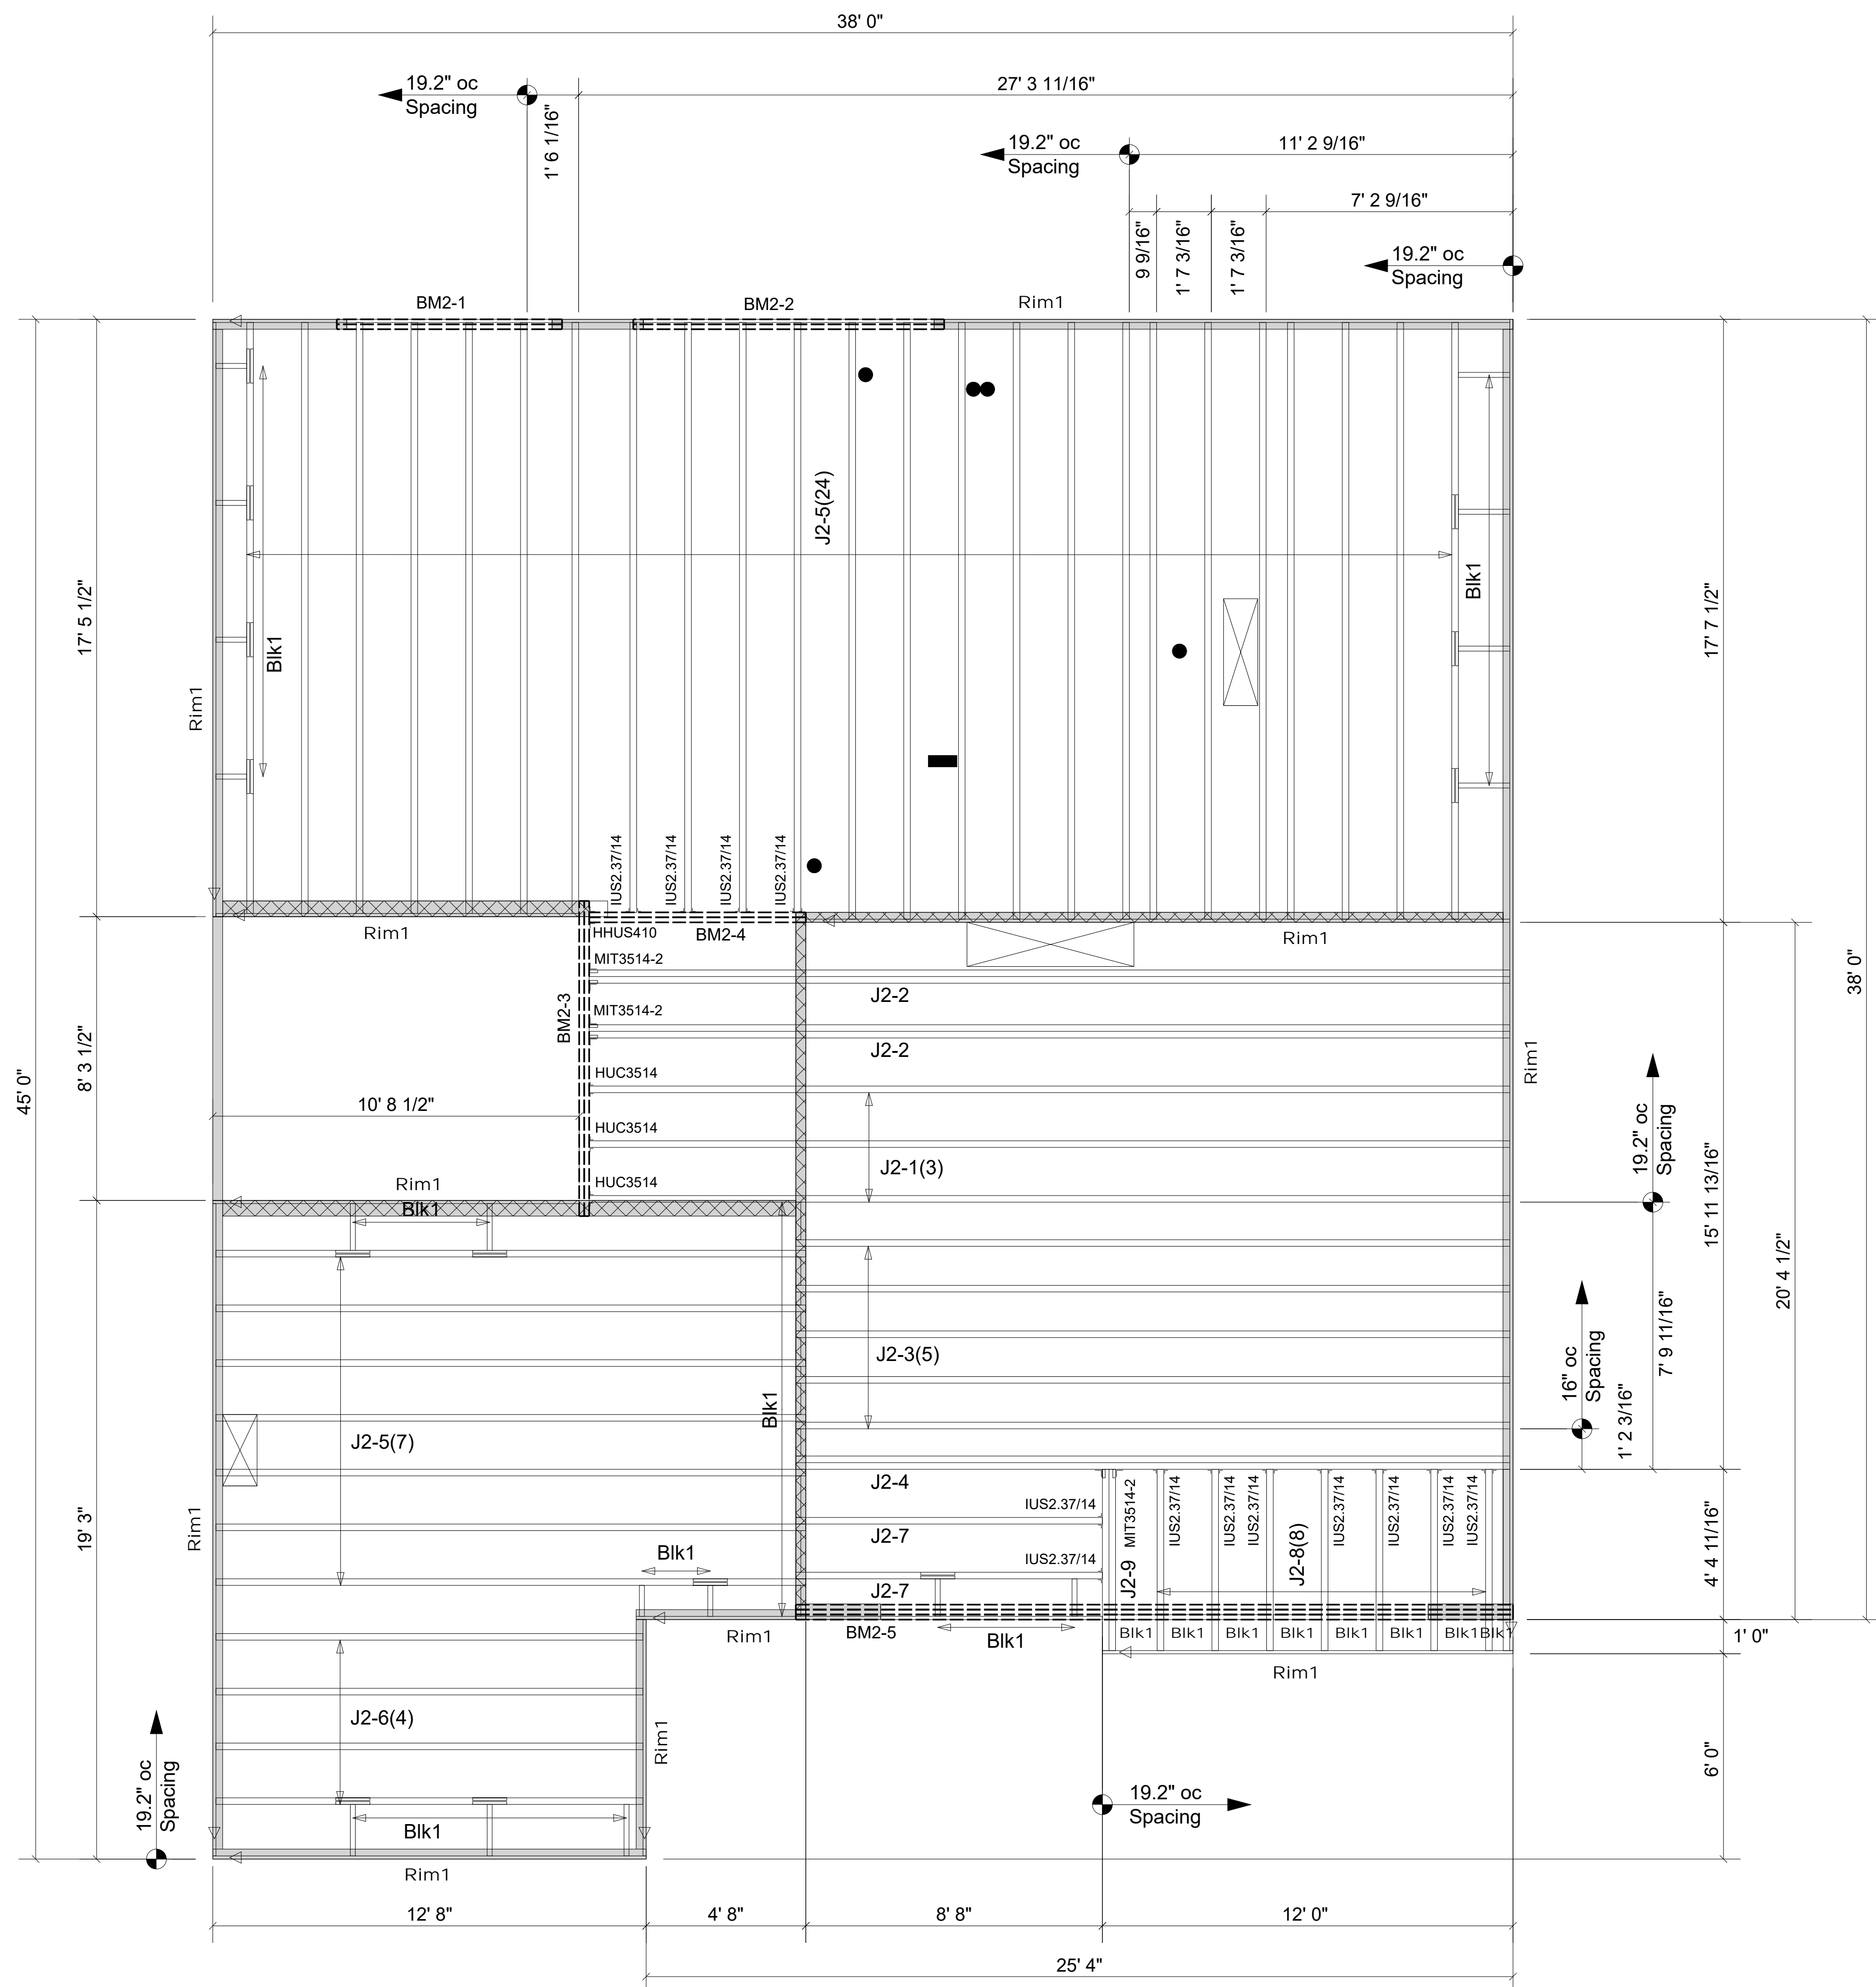 38' 0"
19.2" oc
Spacing
27' 3 11/16"
1' 6 1/16"
19.2" oc
Spacing
11' 2 9/16"
7' 2 9/16"
9 9/16"
1' 7 3/16"
1' 7 3/16"
19.2" oc
Spacing
BM2-1
BM2-2
Rim1
J2-5(24)
Blk1
Blk1
17' 5 1/2"
17' 7 1/2"
Rim1
IUS2.37/14
IUS2.37/14
IUS2.37/14
IUS2.37/14
Rim1
HHUS410
BM2-4
Rim1
MIT3514-2
J2-2
BM2-3
MIT3514-2
J2-2
38' 0"
45' 0"
8' 3 1/2"
Rim1
HUC3514
10' 8 1/2"
HUC3514
19.2" oc
Spacing
J2-1(3)
Rim1
HUC3514
Blk1
15' 11 13/16"
20' 4 1/2"
7' 9 11/16"
16" oc
Spacing
1' 2 3/16"
J2-3(5)
Blk1
J2-5(7)
J2-4
IUS2.37/14
MIT3514-2
IUS2.37/14
IUS2.37/14
IUS2.37/14
IUS2.37/14
IUS2.37/14
IUS2.37/14
IUS2.37/14
19' 3"
Rim1
J2-7
Blk1
IUS2.37/14
J2-9
J2-8(8)
J2-7
4' 4 11/16"
Rim1
BM2-5
Blk1
Blk1
Blk1
Blk1
Blk1
Blk1
Blk1
Blk1
Blk1
1' 0"
Rim1
J2-6(4)
Rim1
19.2" oc
Spacing
6' 0"
19.2" oc
Spacing
Blk1
Rim1
12' 8"
4' 8"
8' 8"
12' 0"
25' 4"